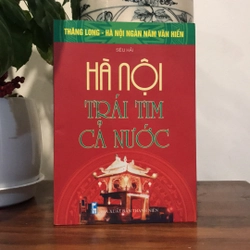 THĂNG LONG - HÀ NỘI NGÀN NĂM VĂN HIẾN
HÀ NỘI
TRÁI TIM
CẢ NƯỚC